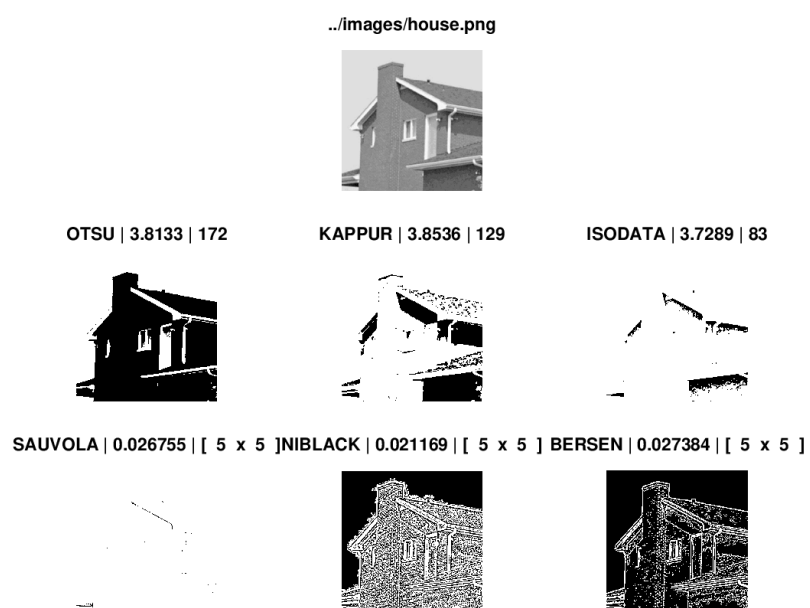 ../images/house.png
OTSU | 3.8133 | 172
KAPPUR | 3.8536 | 129
ISODATA | 3.7289 | 83
SAUVOLA | 0.026755 | [ 5 x 5 ]
NIBLACK | 0.021169 | [ 5 x 5 ]
BERSEN | 0.027384 | [ 5 x 5 ]